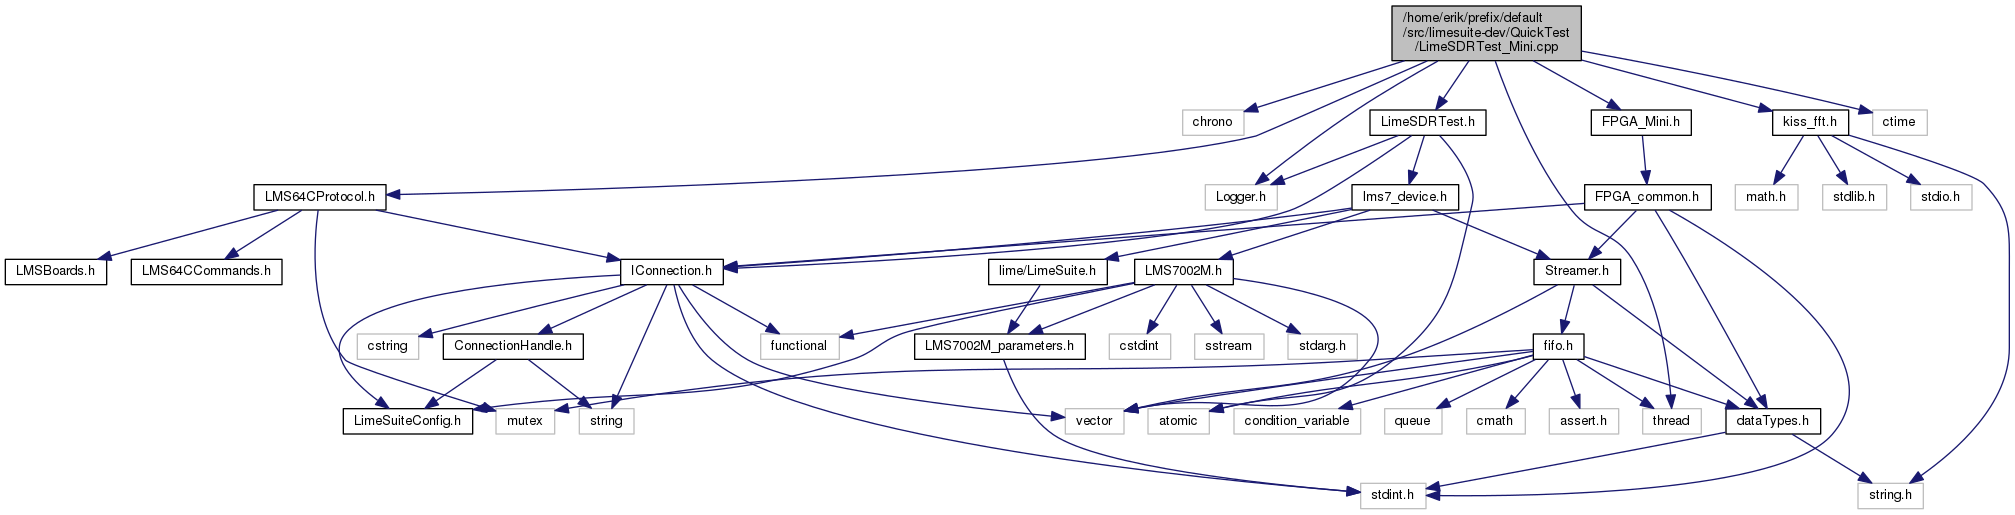 /home/erik/prefix/default
/src/limesuite-dev/QuickTest
/LimeSDRTest_Mini.cpp
chrono
LimeSDRTest.h
FPGA_Mini.h
kiss_fft.h
ctime
LMS64CProtocol.h
Logger.h
lms7_device.h
FPGA_common.h
math.h
stdlib.h
stdio.h
LMSBoards.h
LMS64CCommands.h
IConnection.h
lime/LimeSuite.h
LMS7002M.h
Streamer.h
cstring
ConnectionHandle.h
functional
LMS7002M_parameters.h
cstdint
sstream
stdarg.h
fifo.h
LimeSuiteConfig.h
mutex
string
vector
atomic
condition_variable
queue
cmath
assert.h
thread
dataTypes.h
stdint.h
string.h